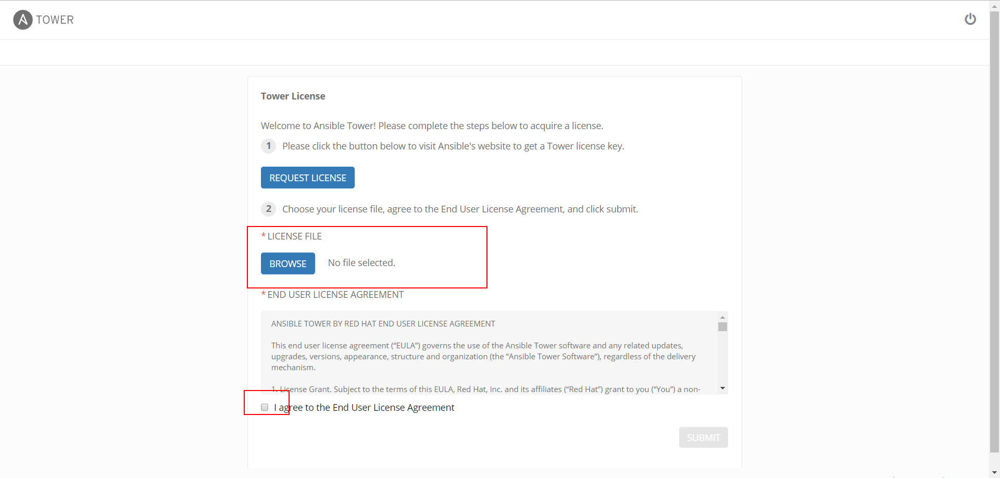 TOWER
Tower License
Welcome to Ansible Tower! Please complete the steps below to acquire a license.
1 Please click the button below to visit Ansible's website to get a Tower license key.
REQUEST LICENSE
2 Choose your license file, agree to the End User License Agreement, and click submit.
* LICENSE FILE
BROWSE No file selected.
* END USER LICENSE AGREEMENT
ANSIBLE TOWER BY RED HAT END USER LICENSE AGREEMENT
This end user license agreement (“EULA”) governs the use of the Ansible Tower software and any related updates,
upgrades, versions, appearance, structure and organization (the “Ansible Tower Software”), regardless of the delivery
mechanism.
1. License Grant. Subject to the terms of this EULA, Red Hat, Inc. and its affiliates (“Red Hat”) grant to you (“You”) a non-
I agree to the End User License Agreement
SUBMIT